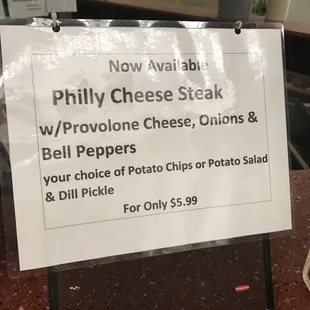 Now Available
Philly Cheese Steak
w/Provolone Cheese, Onions &
Bell Peppers
your choice of Potato Chips or Potato Salad
& Dill Pickle
For Only $5.99